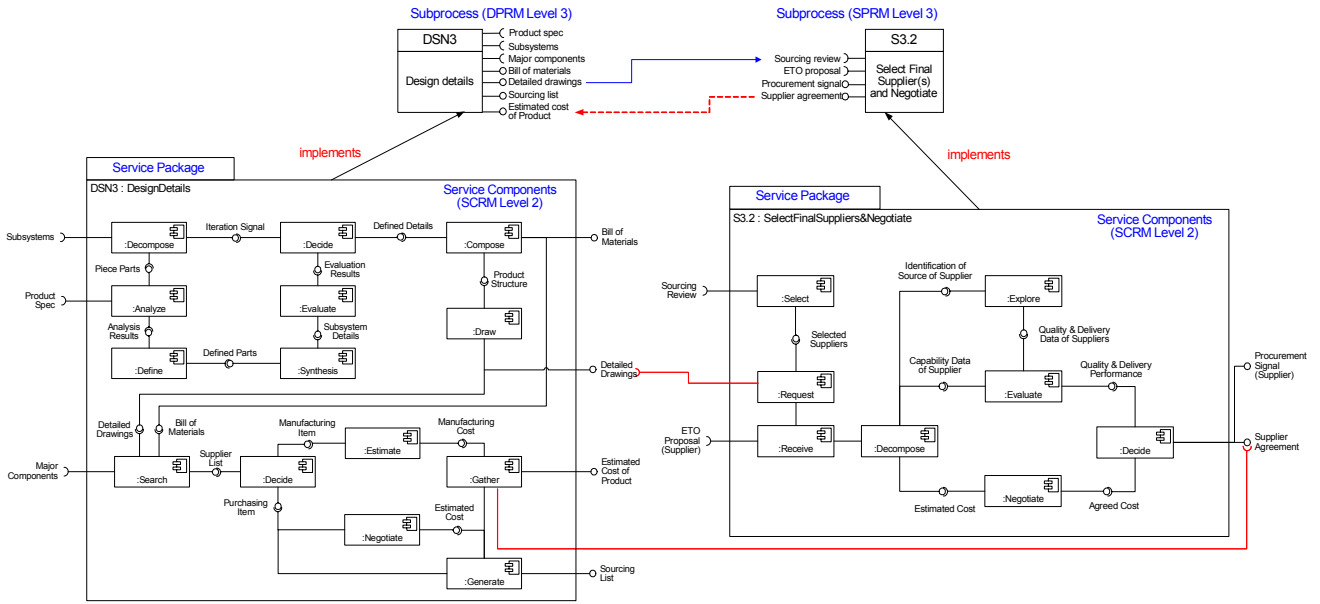 Subprocess (DPRM Level 3)
DSN3
Design details
Product spec
Subsystems
Major components
Bill of materials
Detailed drawings
Sourcing list
Estimated cost
of Product
Subprocess (SPRM Level 3)
Sourcing review
ETO proposal
Procurement signal
Supplier agreement
S3.2
Select Final
Supplier(s)
and Negotiate
implements
implements
Service Package
DSN3 : DesignDetails
Service Components
(SCRM Level 2)
Subsystems
:Decompose
Iteration Signal
:Decide
Defined Details
:Compose
Bill of
Materials
Piece Parts
Evaluation
Results
Product
Structure
Product
Spec
:Analyze
:Evaluate
:Draw
Analysis
Results
Subsystem
Details
:Define
Defined Parts
:Synthesis
Detailed
Drawings
Detailed
Drawings
Bill of
Materials
Manufacturing
Item
Manufacturing
Cost
:Estimate
Supplier
List
Major
Components
:Search
:Decide
:Gather
Estimated
Cost of
Product
Purchasing
Item
Estimated
Cost
:Negotiate
:Generate
Sourcing
List
Service Package
S3.2 : SelectFinalSuppliers&Negotiate
Service Components
(SCRM Level 2)
Sourcing
Review
:Select
Identification of
Source of Supplier
:Explore
Selected
Suppliers
Quality & Delivery
Data of Suppliers
:Request
Capability Data
of Supplier
:Evaluate
Quality & Delivery
Performance
Procurement
Signal
(Supplier)
ETO
Proposal
(Supplier)
:Receive
:Decompose
:Decide
Supplier
Agreement
Estimated Cost
:Negotiate
Agreed Cost